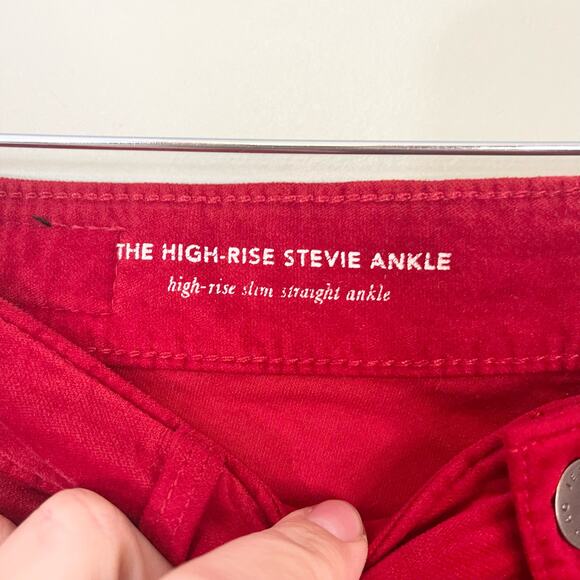 THE HIGH-RISE STEVIE ANKLE
high-rise slim straight ankle